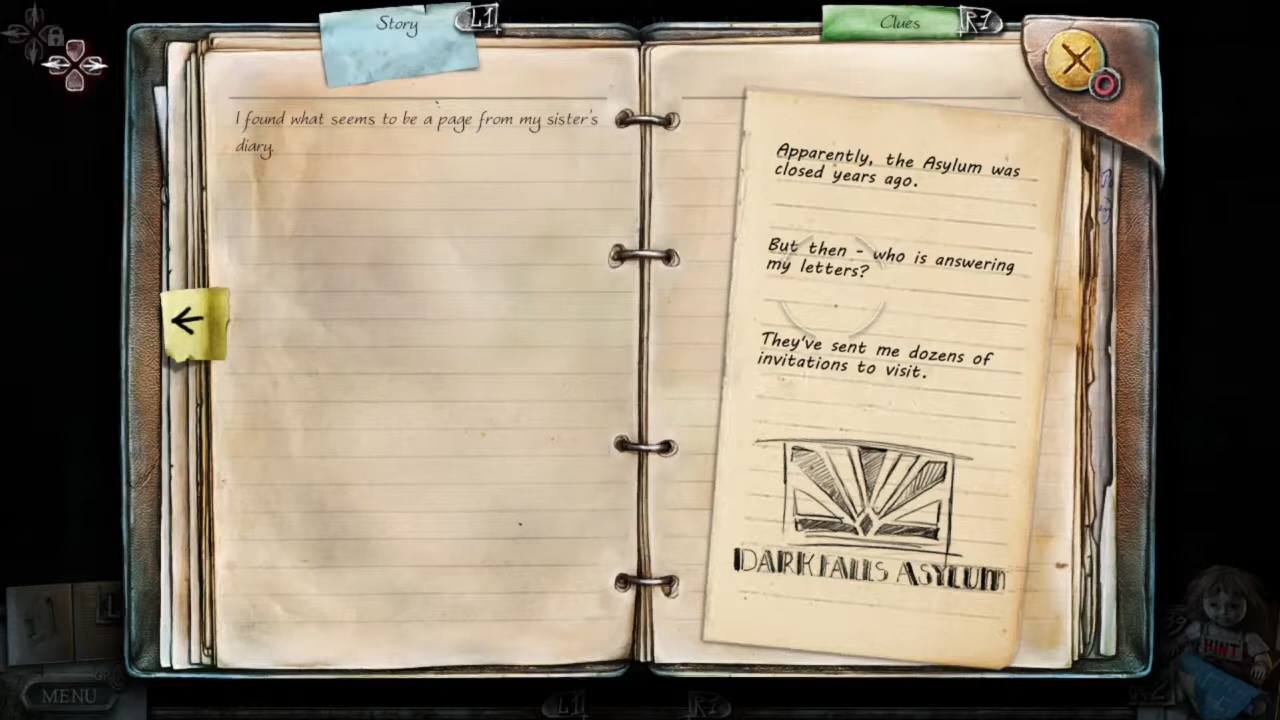 Story L1
Clues R1
I found what seems to be a page from my sister's
diary.
Apparently, the Asylum was
closed years ago.
But then - who is answering
my letters?
They've sent me dozens of
invitations to visit.
DARKFALLS ASYLUM
HINT
MENU
L1 R1